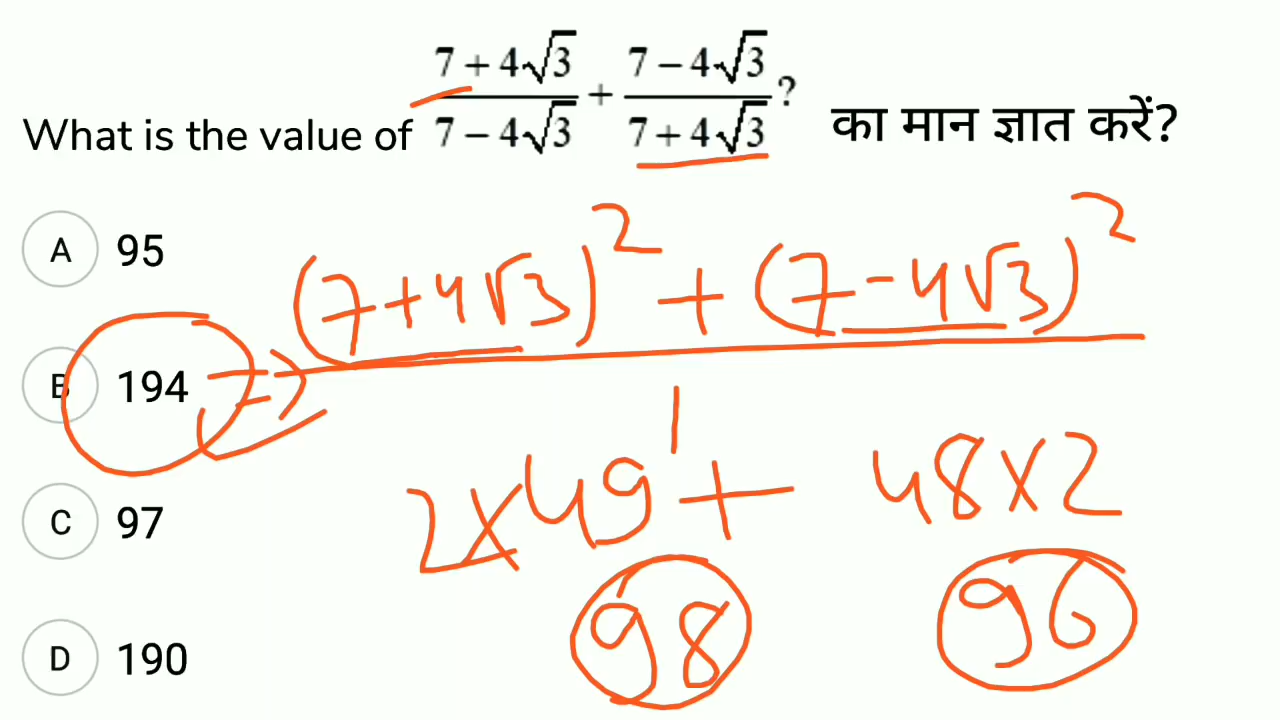 What is the value of (7 + 4√3)/(7 − 4√3) + (7 − 4√3)/(7 + 4√3)? का मान ज्ञात करें?
A 95
B 194
C 97
D 190
=> ((7+4√3)² + (7-4√3)²)/1
2×49 + 48×2
98 96